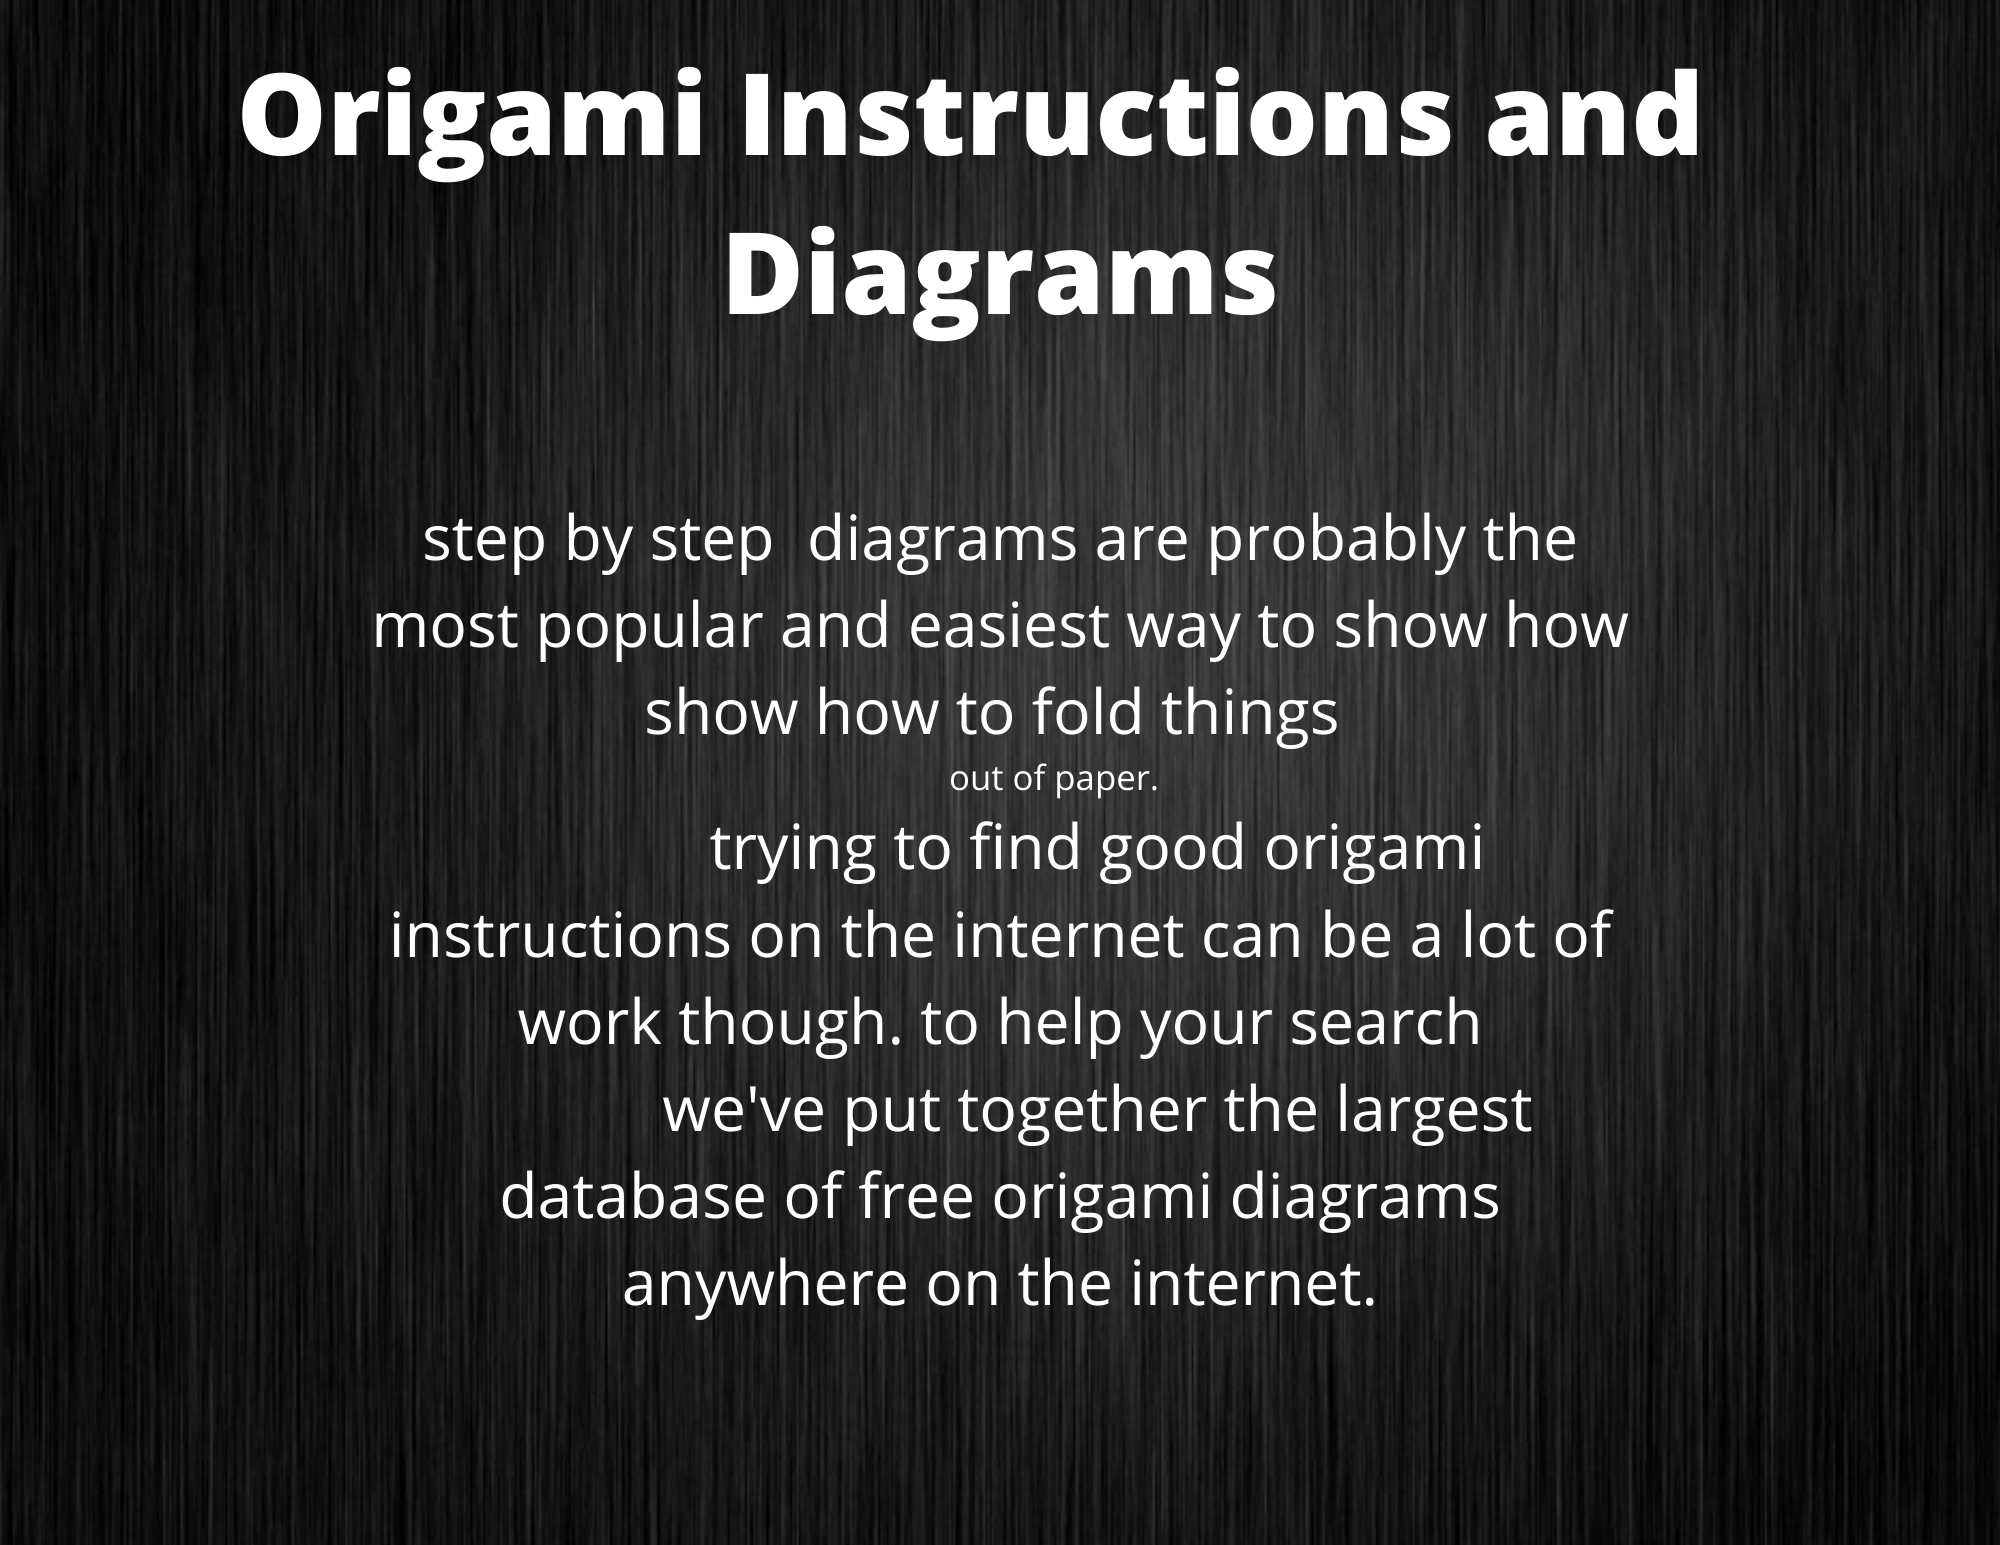 Origami Instructions and
Diagrams
step by step  diagrams are probably the
most popular and easiest way to show how
show how to fold things
out of paper.
trying to find good origami
instructions on the internet can be a lot of
work though. to help your search
we've put together the largest
database of free origami diagrams
anywhere on the internet.